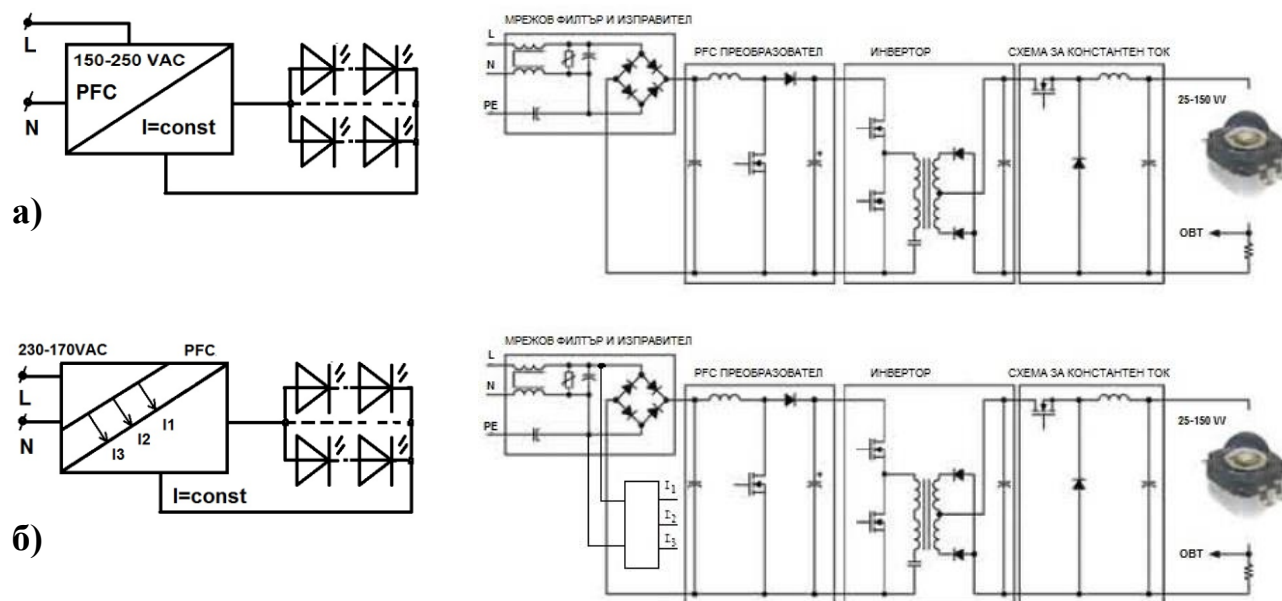 L
150-250 VAC
PFC
N
I=const
а)
МРЕЖОВ ФИЛТЪР И ИЗПРАВИТЕЛ
L
N
PE
PFC ПРЕОБРАЗОВАТЕЛ
ИНВЕРТОР
СХЕМА ЗА КОНСТАНТЕН ТОК
+
25-150 W
ОВТ
230-170VAC
PFC
L
N
I1
I2
I3
I=const
б)
МРЕЖОВ ФИЛТЪР И ИЗПРАВИТЕЛ
L
N
PE
I₁
I₂
I₃
PFC ПРЕОБРАЗОВАТЕЛ
ИНВЕРТОР
СХЕМА ЗА КОНСТАНТЕН ТОК
+
25-150 W
ОВТ